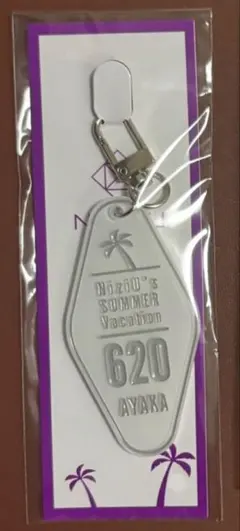 NiziU's
SUMMER
Vacation
620
AYAKA